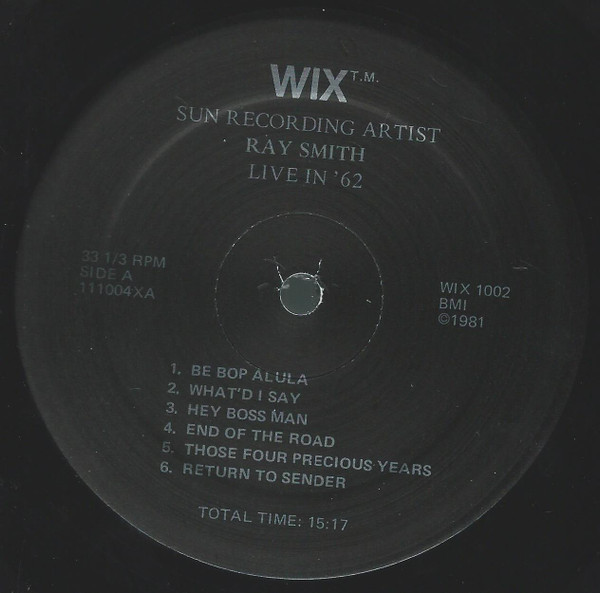 WIX T.M.
SUN RECORDING ARTIST
RAY SMITH
LIVE IN '62
33 1/3 RPM
SIDE A
111004XA
WIX 1002
BMI
©1981
1. BE BOP ALULA
2. WHAT'D I SAY
3. HEY BOSS MAN
4. END OF THE ROAD
5. THOSE FOUR PRECIOUS YEARS
6. RETURN TO SENDER
TOTAL TIME: 15:17